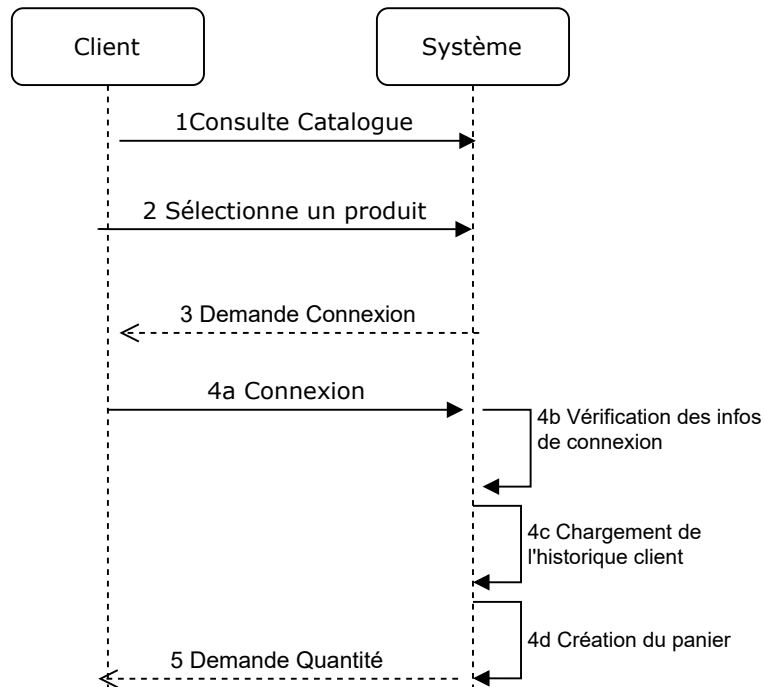 Client
Système
1Consulte Catalogue
2 Sélectionne un produit
3 Demande Connexion
4a Connexion
4b Vérification des infos
de connexion
4c Chargement de
l'historique client
4d Création du panier
5 Demande Quantité